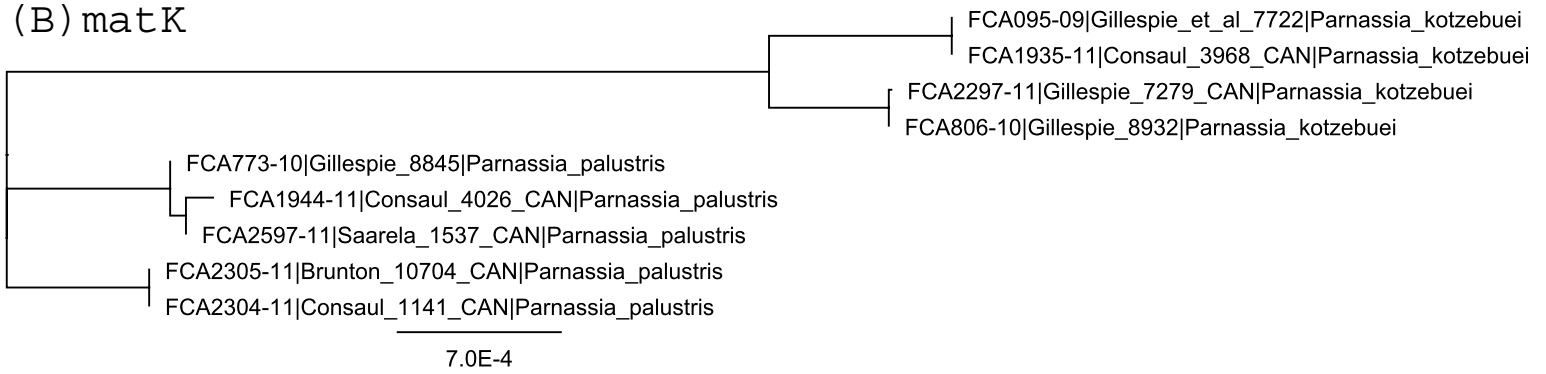 (B)matK
FCA095-09|Gillespie_et_al_7722|Parnassia_kotzebuei
FCA1935-11|Consaul_3968_CAN|Parnassia_kotzebuei
FCA2297-11|Gillespie_7279_CAN|Parnassia_kotzebuei
FCA806-10|Gillespie_8932|Parnassia_kotzebuei
FCA773-10|Gillespie_8845|Parnassia_palustris
FCA1944-11|Consaul_4026_CAN|Parnassia_palustris
FCA2597-11|Saarela_1537_CAN|Parnassia_palustris
FCA2305-11|Brunton_10704_CAN|Parnassia_palustris
FCA2304-11|Consaul_1141_CAN|Parnassia_palustris
7.0E-4